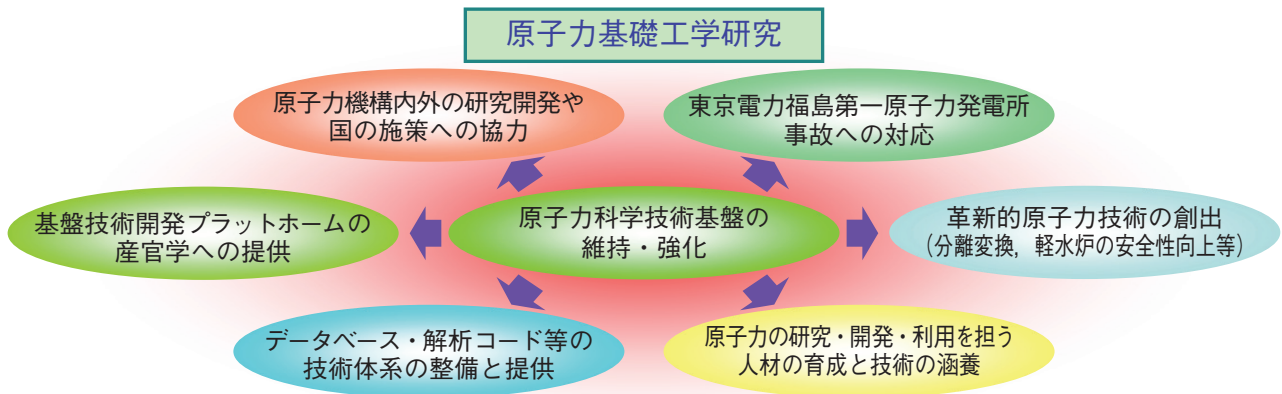 原子力基礎工学研究
原子力機構内外の研究開発や
国の施策への協力
東京電力福島第一原子力発電所
事故への対応
基盤技術開発プラットホームの
産官学への提供
原子力科学技術基盤の
維持・強化
革新的原子力技術の創出
(分離変換，軽水炉の安全性向上等)
データベース・解析コード等の
技術体系の整備と提供
原子力の研究・開発・利用を担う
人材の育成と技術の涵養